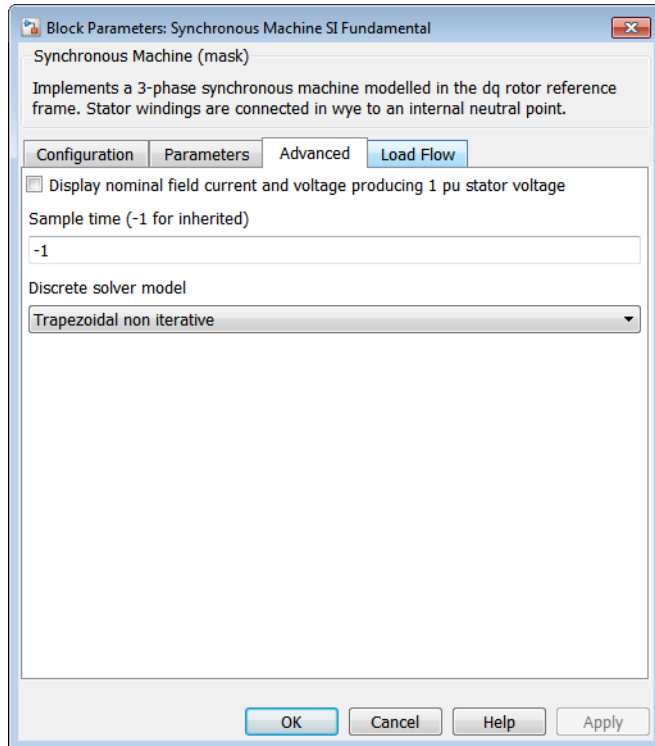 Block Parameters: Synchronous Machine SI Fundamental
Synchronous Machine (mask)
Implements a 3-phase synchronous machine modelled in the dq rotor reference
frame. Stator windings are connected in wye to an internal neutral point.
Configuration Parameters Advanced Load Flow
Display nominal field current and voltage producing 1 pu stator voltage
Sample time (-1 for inherited)
-1
Discrete solver model
Trapezoidal non iterative
OK Cancel Help Apply